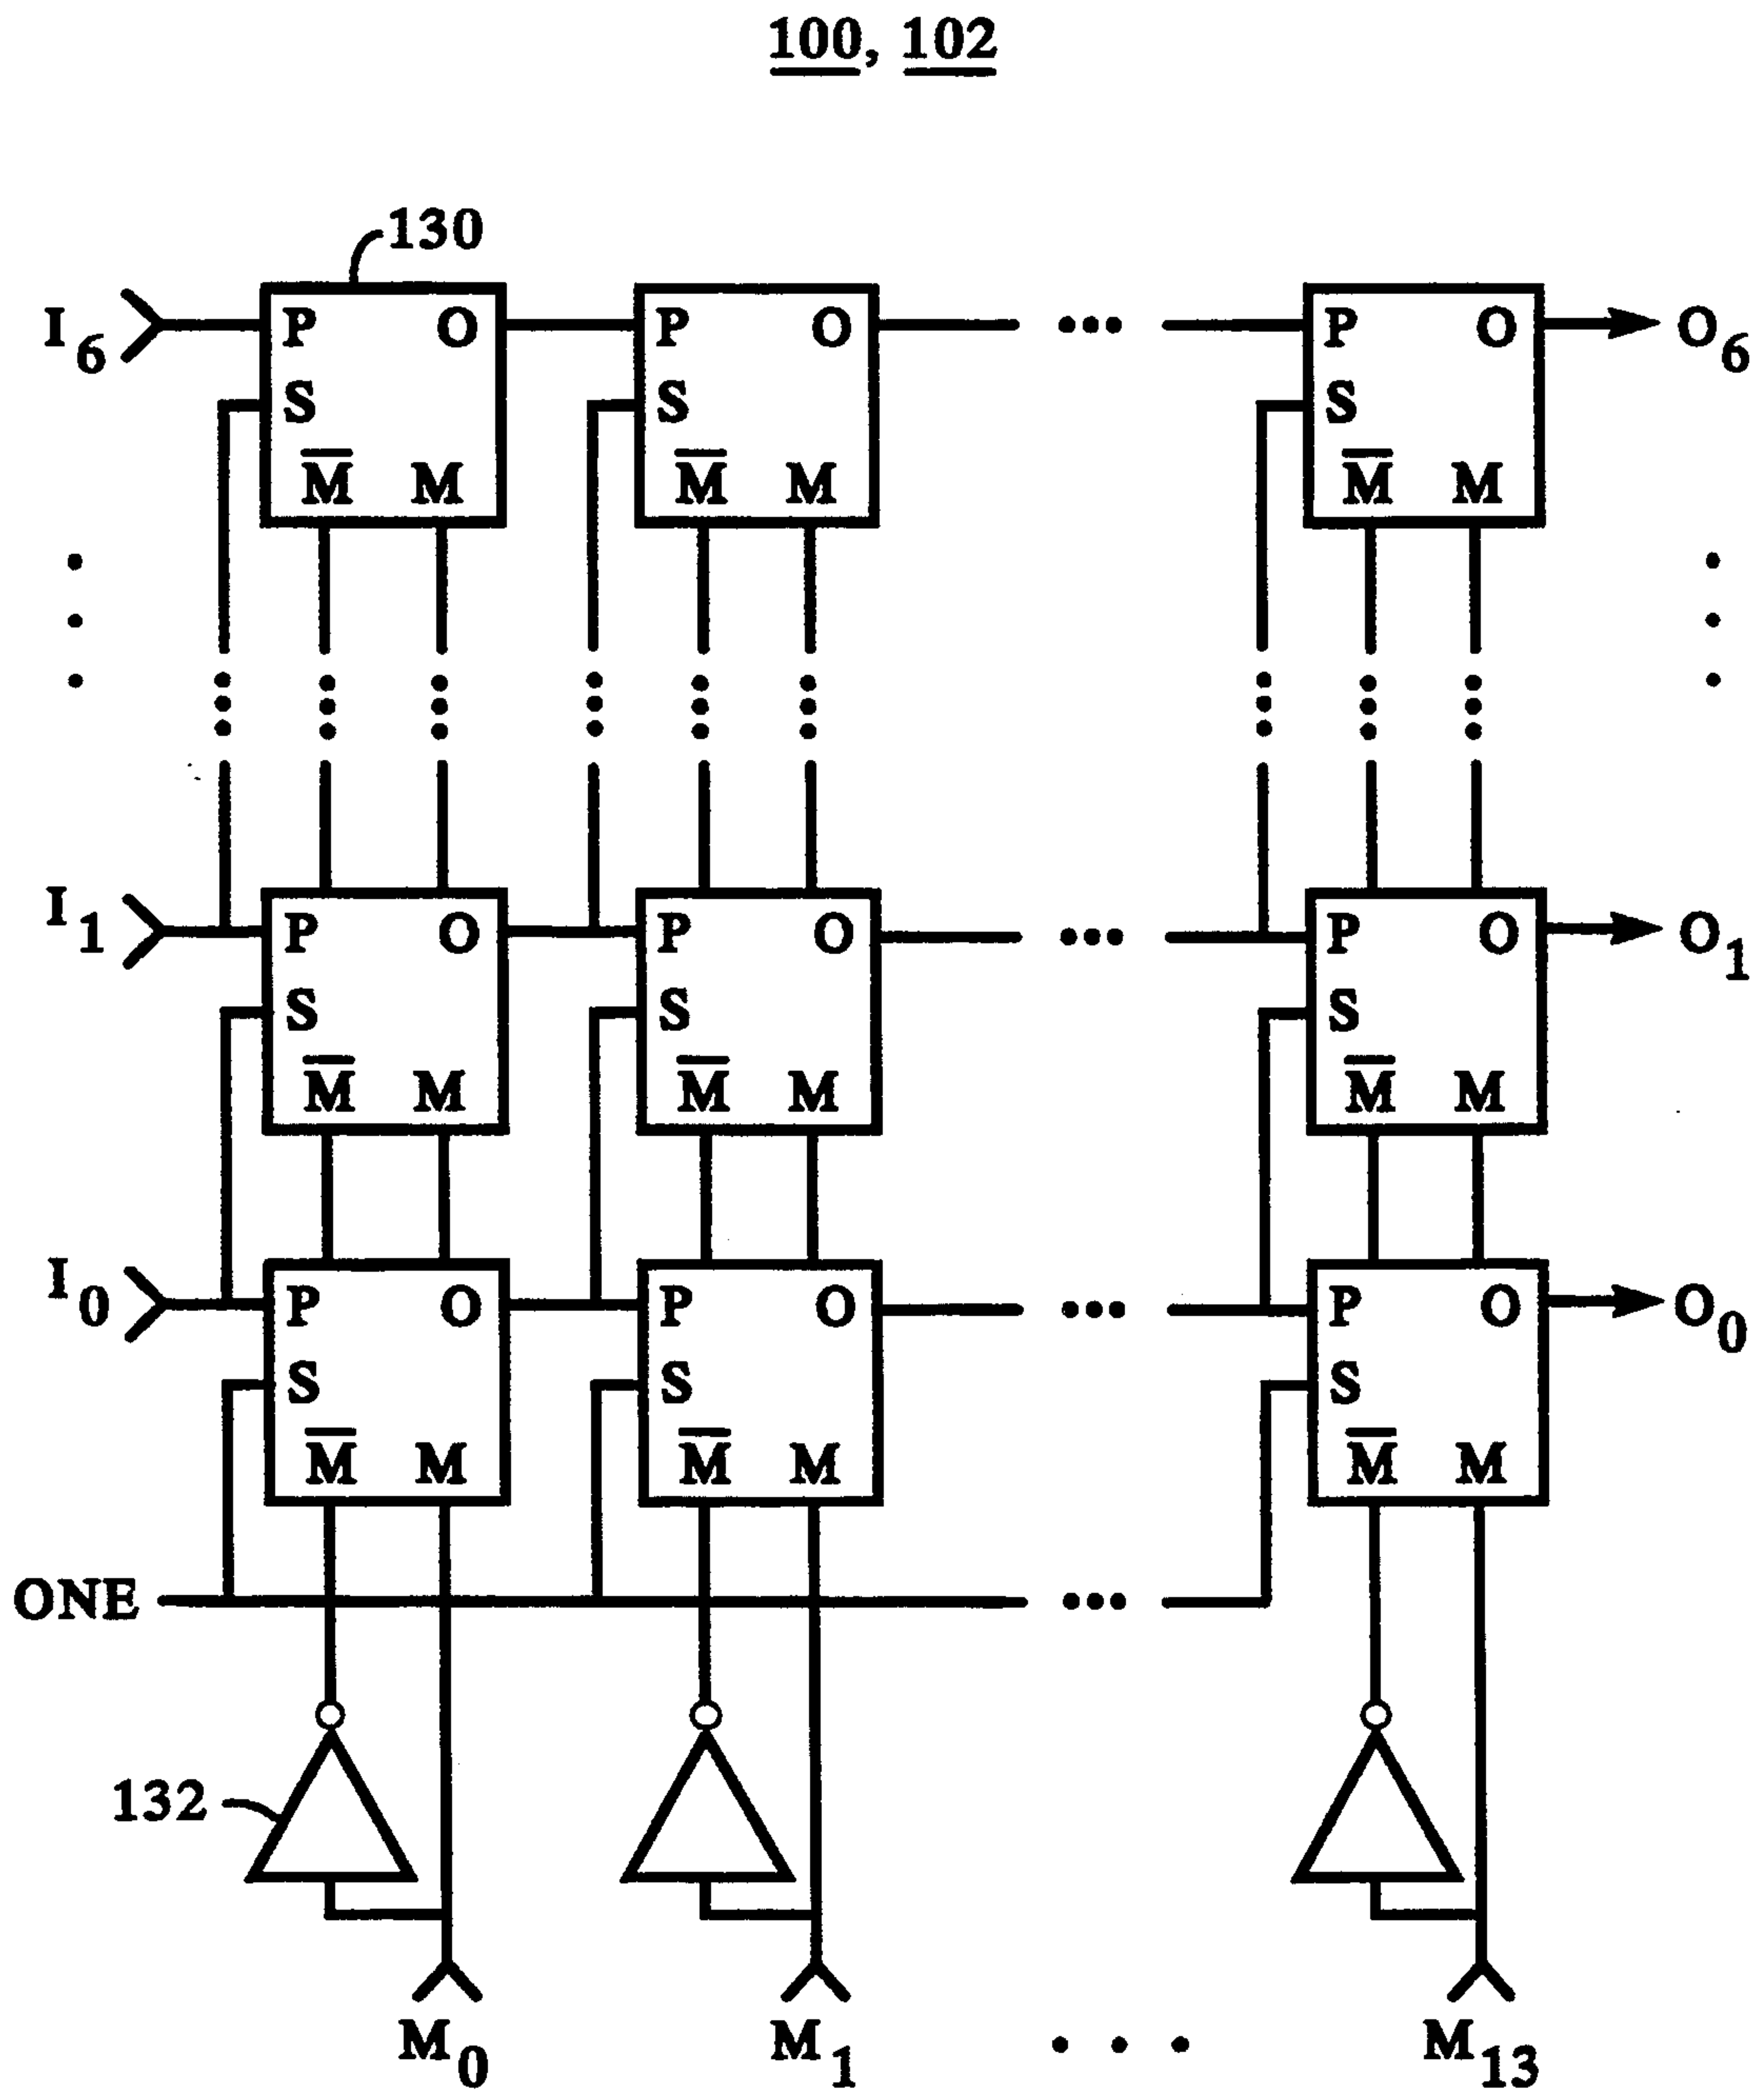 100, 102
130
I6 P O P O P O O6
S S S
M̅ M M̅ M M̅ M
I1 P O P O P O O1
S S S
M̅ M M̅ M M̅ M
I0 P O P O P O O0
S S S
M̅ M M̅ M M̅ M
ONE
132
M0 M1 ... M13